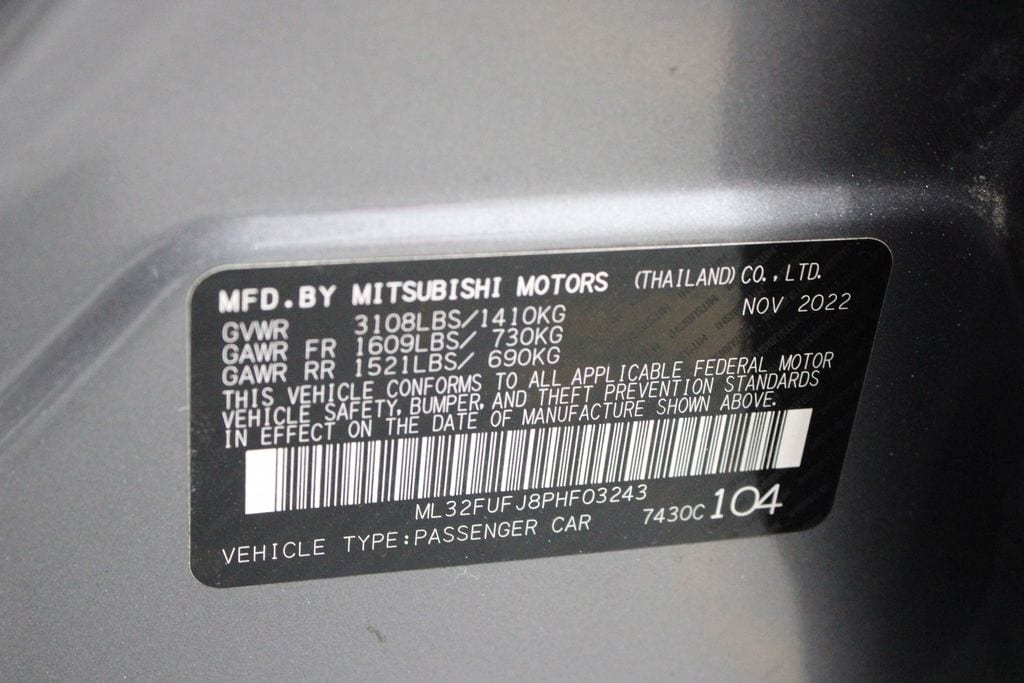 MFD.BY MITSUBISHI MOTORS (THAILAND) CO., LTD.
NOV 2022
GVWR 3108LBS/1410KG
GAWR FR 1609LBS/ 730KG
GAWR RR 1521LBS/ 690KG
THIS VEHICLE CONFORMS TO ALL APPLICABLE FEDERAL MOTOR
VEHICLE SAFETY, BUMPER, AND THEFT PREVENTION STANDARDS
IN EFFECT ON THE DATE OF MANUFACTURE SHOWN ABOVE.
ML32FUFJ8PHF03243
7430C 104
VEHICLE TYPE:PASSENGER CAR